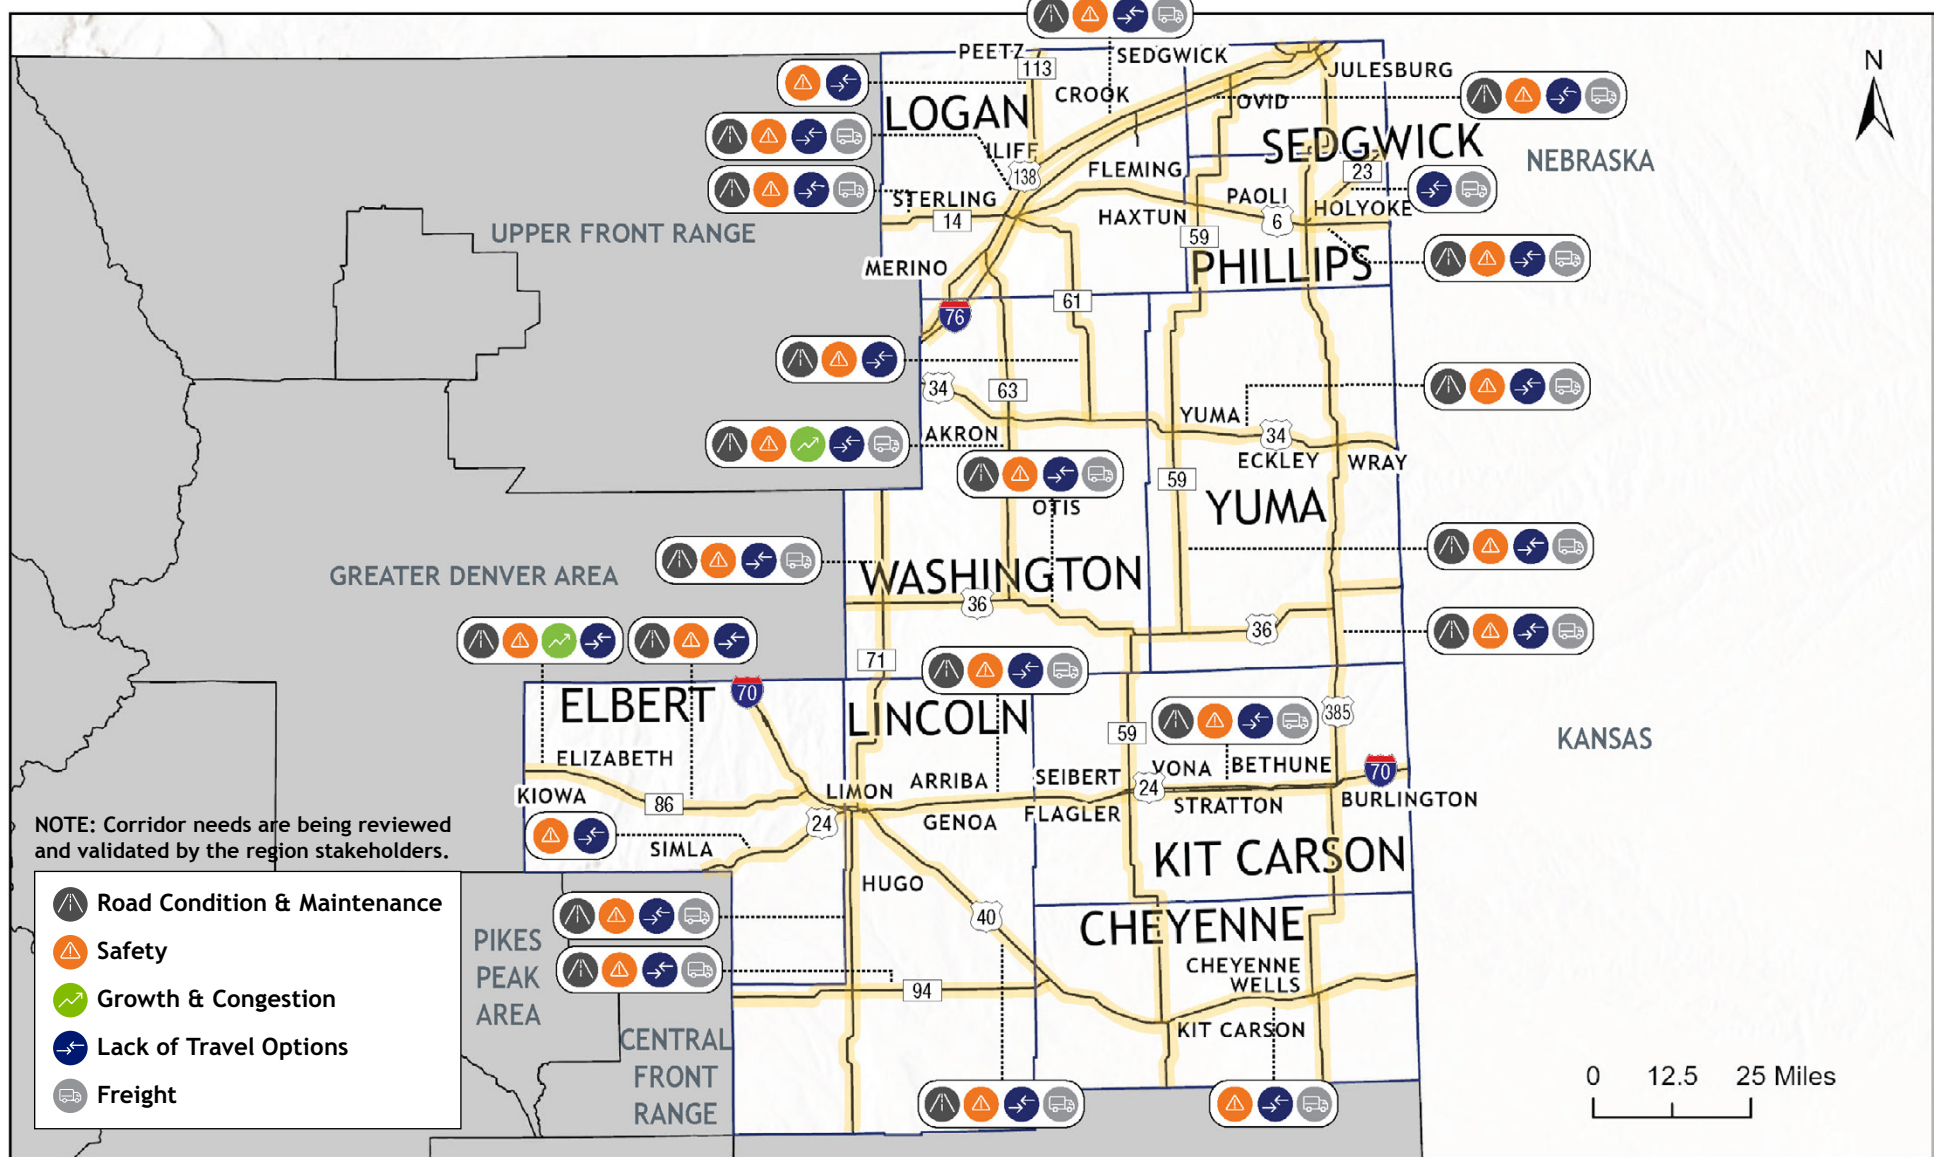 N
PEETZ
113
SEDGWICK
JULESBURG
CROOK
OVID
LOGAN
SEDGWICK
ILIFF
138
FLEMING
23
NEBRASKA
STERLING
PAOLI
HOLYOKE
14
HAXTUN
6
59
UPPER FRONT RANGE
MERINO
PHILLIPS
61
76
34
63
YUMA
AKRON
34
ECKLEY
WRAY
59
OTIS
YUMA
GREATER DENVER AREA
WASHINGTON
36
36
71
70
ELBERT
LINCOLN
59
385
KANSAS
ELIZABETH
VONA
BETHUNE
70
KIOWA
86
LIMON
ARRIBA
SEIBERT
24
STRATTON
BURLINGTON
24
GENOA
FLAGLER
NOTE: Corridor needs are being reviewed
and validated by the region stakeholders.
SIMLA
KIT CARSON
HUGO
Road Condition & Maintenance
Safety
Growth & Congestion
Lack of Travel Options
Freight
40
CHEYENNE
PIKES
PEAK
AREA
CHEYENNE
WELLS
94
KIT CARSON
CENTRAL
FRONT
RANGE
0 12.5 25 Miles